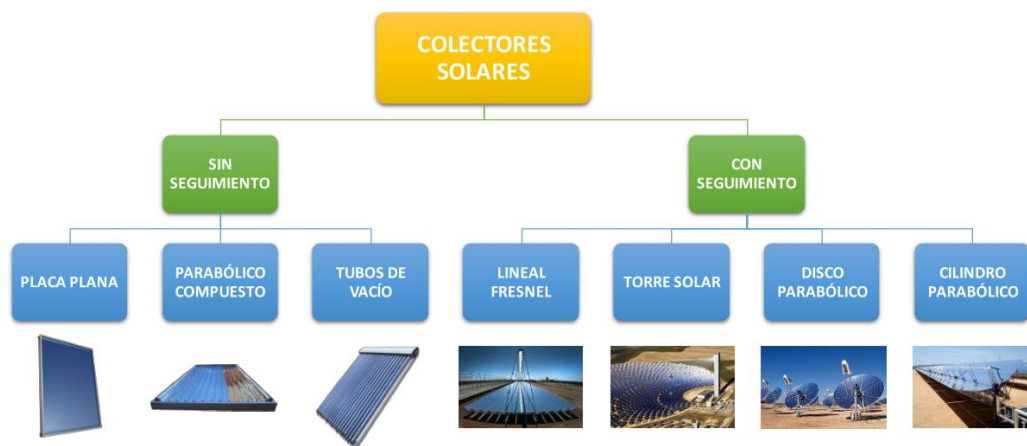 COLECTORES
SOLARES
SIN
SEGUIMIENTO
CON
SEGUIMIENTO
PLACA PLANA
PARABÓLICO
COMPUESTO
TUBOS DE
VACÍO
LINEAL
FRESNEL
TORRE SOLAR
DISCO
PARABÓLICO
CILINDRO
PARABÓLICO